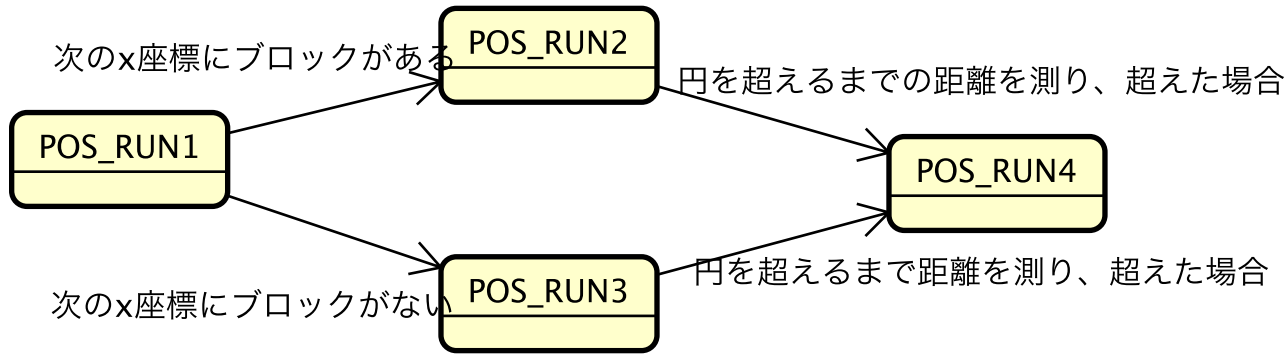 POS_RUN2
次のx座標にブロックがある
円を超えるまでの距離を測り、超えた場合
POS_RUN1
POS_RUN4
円を超えるまで距離を測り、超えた場合
POS_RUN3
次のx座標にブロックがない